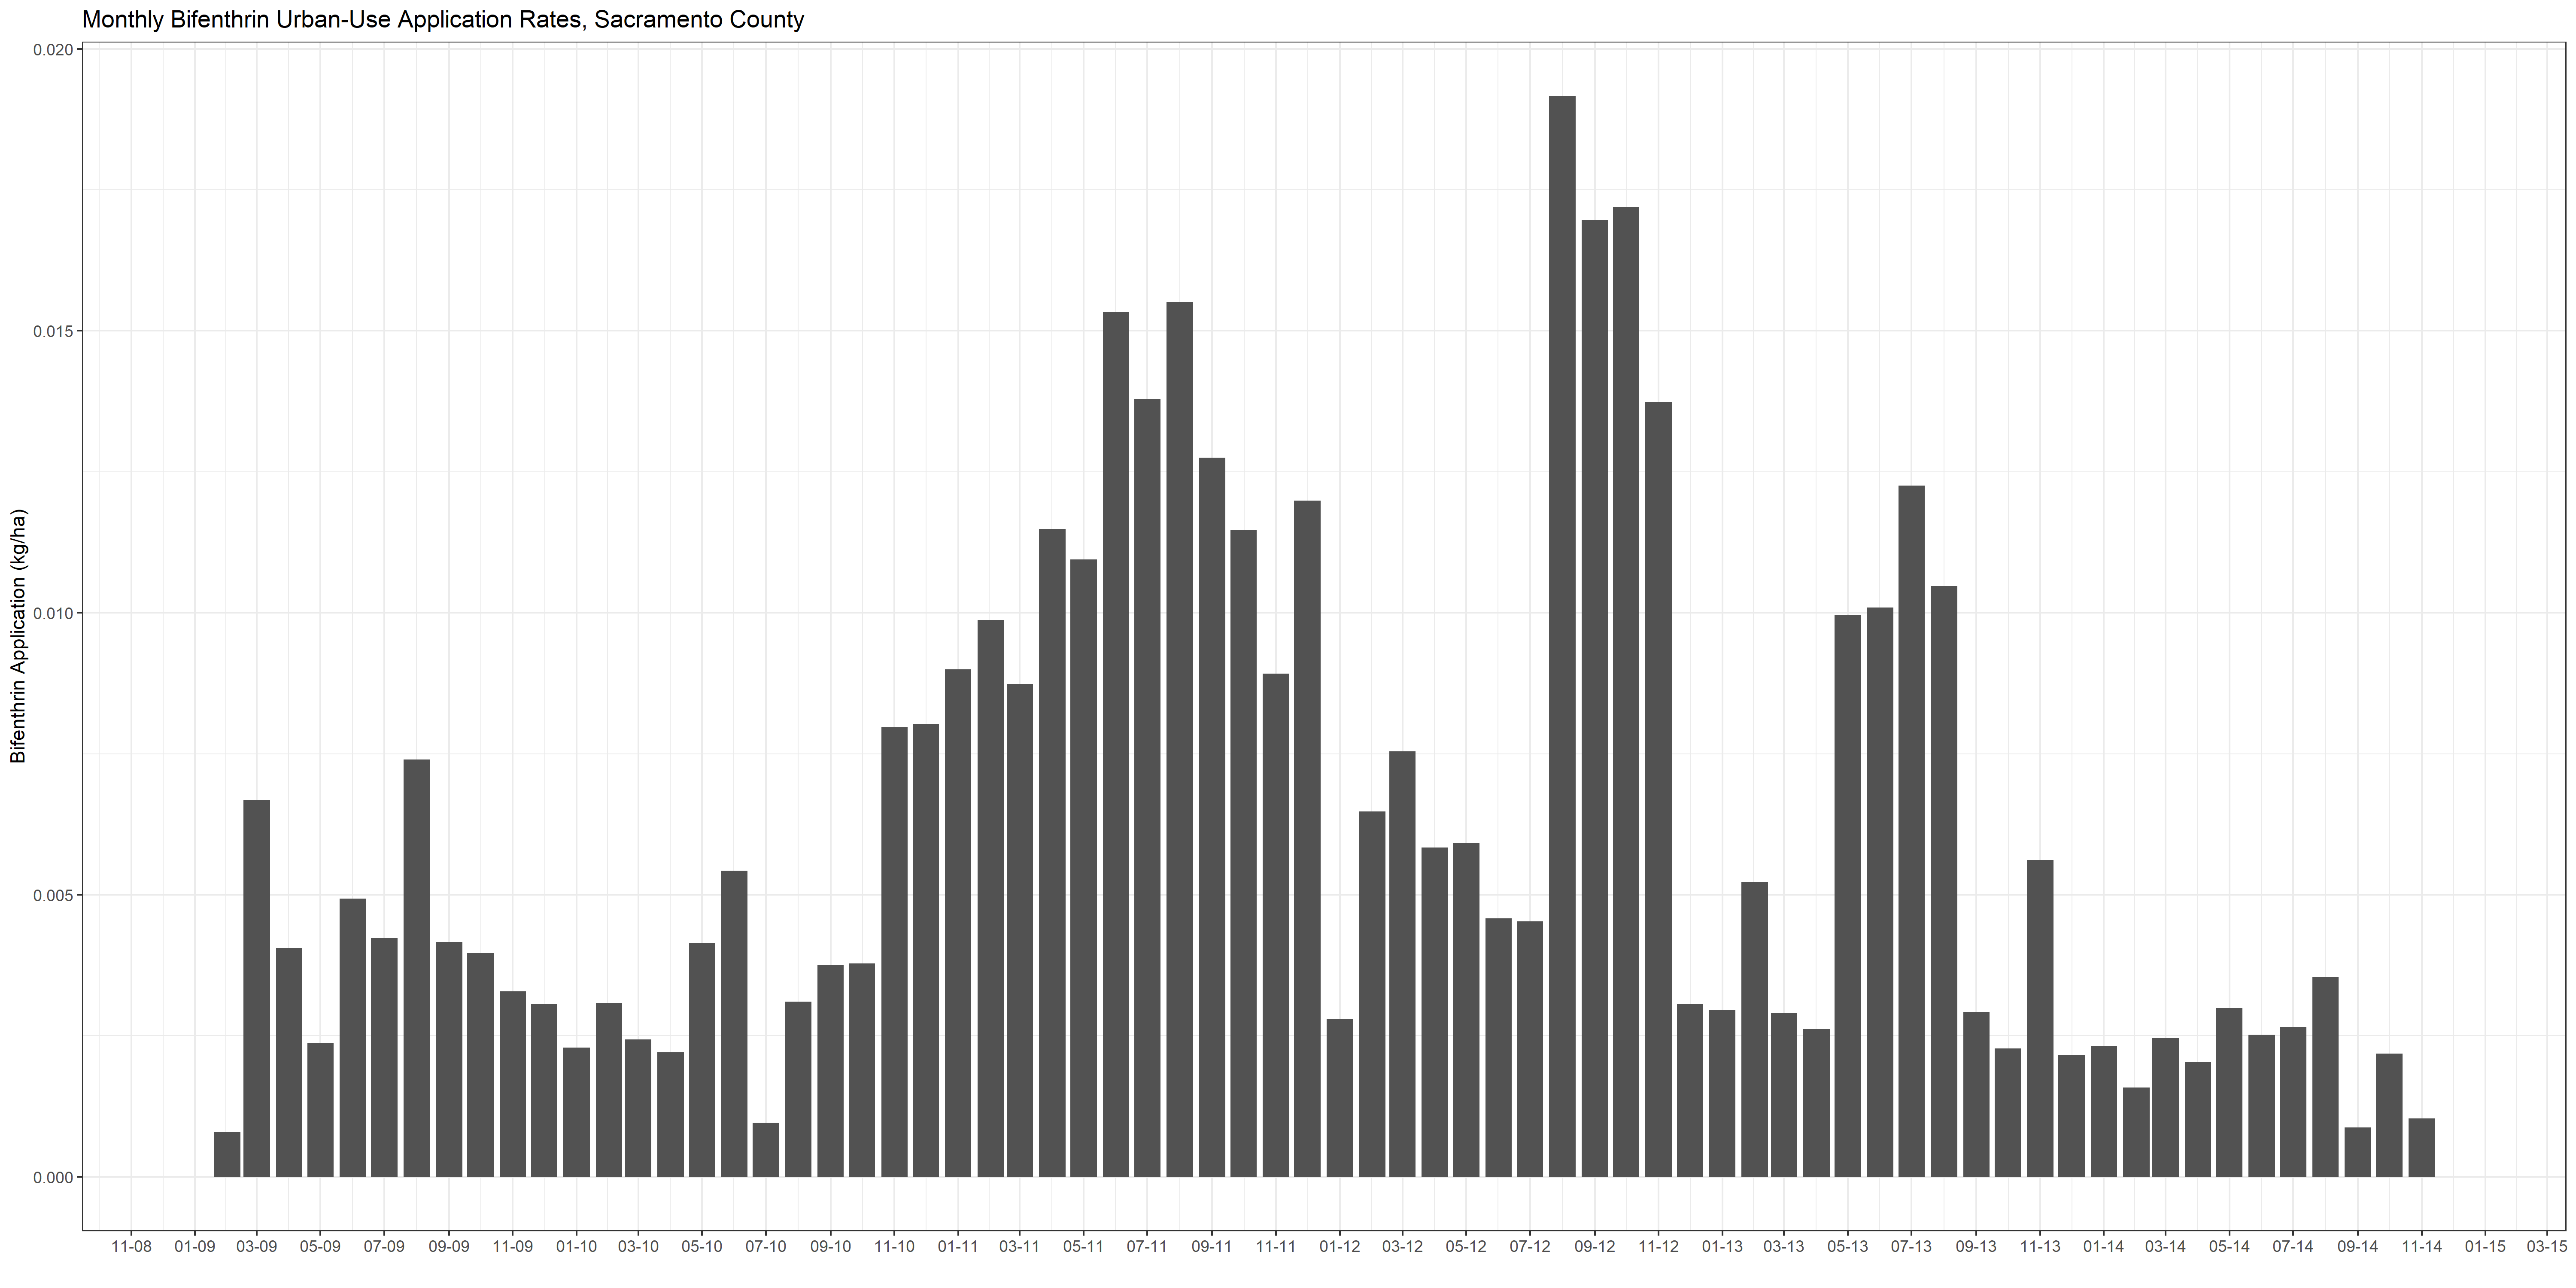 Monthly Bifenthrin Urban-Use Application Rates, Sacramento County
Bifenthrin Application (kg/ha)
0.020
0.015
0.010
0.005
0.000
11-08 01-09 03-09 05-09 07-09 09-09 11-09 01-10 03-10 05-10 07-10 09-10 11-10 01-11 03-11 05-11 07-11 09-11 11-11 01-12 03-12 05-12 07-12 09-12 11-12 01-13 03-13 05-13 07-13 09-13 11-13 01-14 03-14 05-14 07-14 09-14 11-14 01-15 03-15